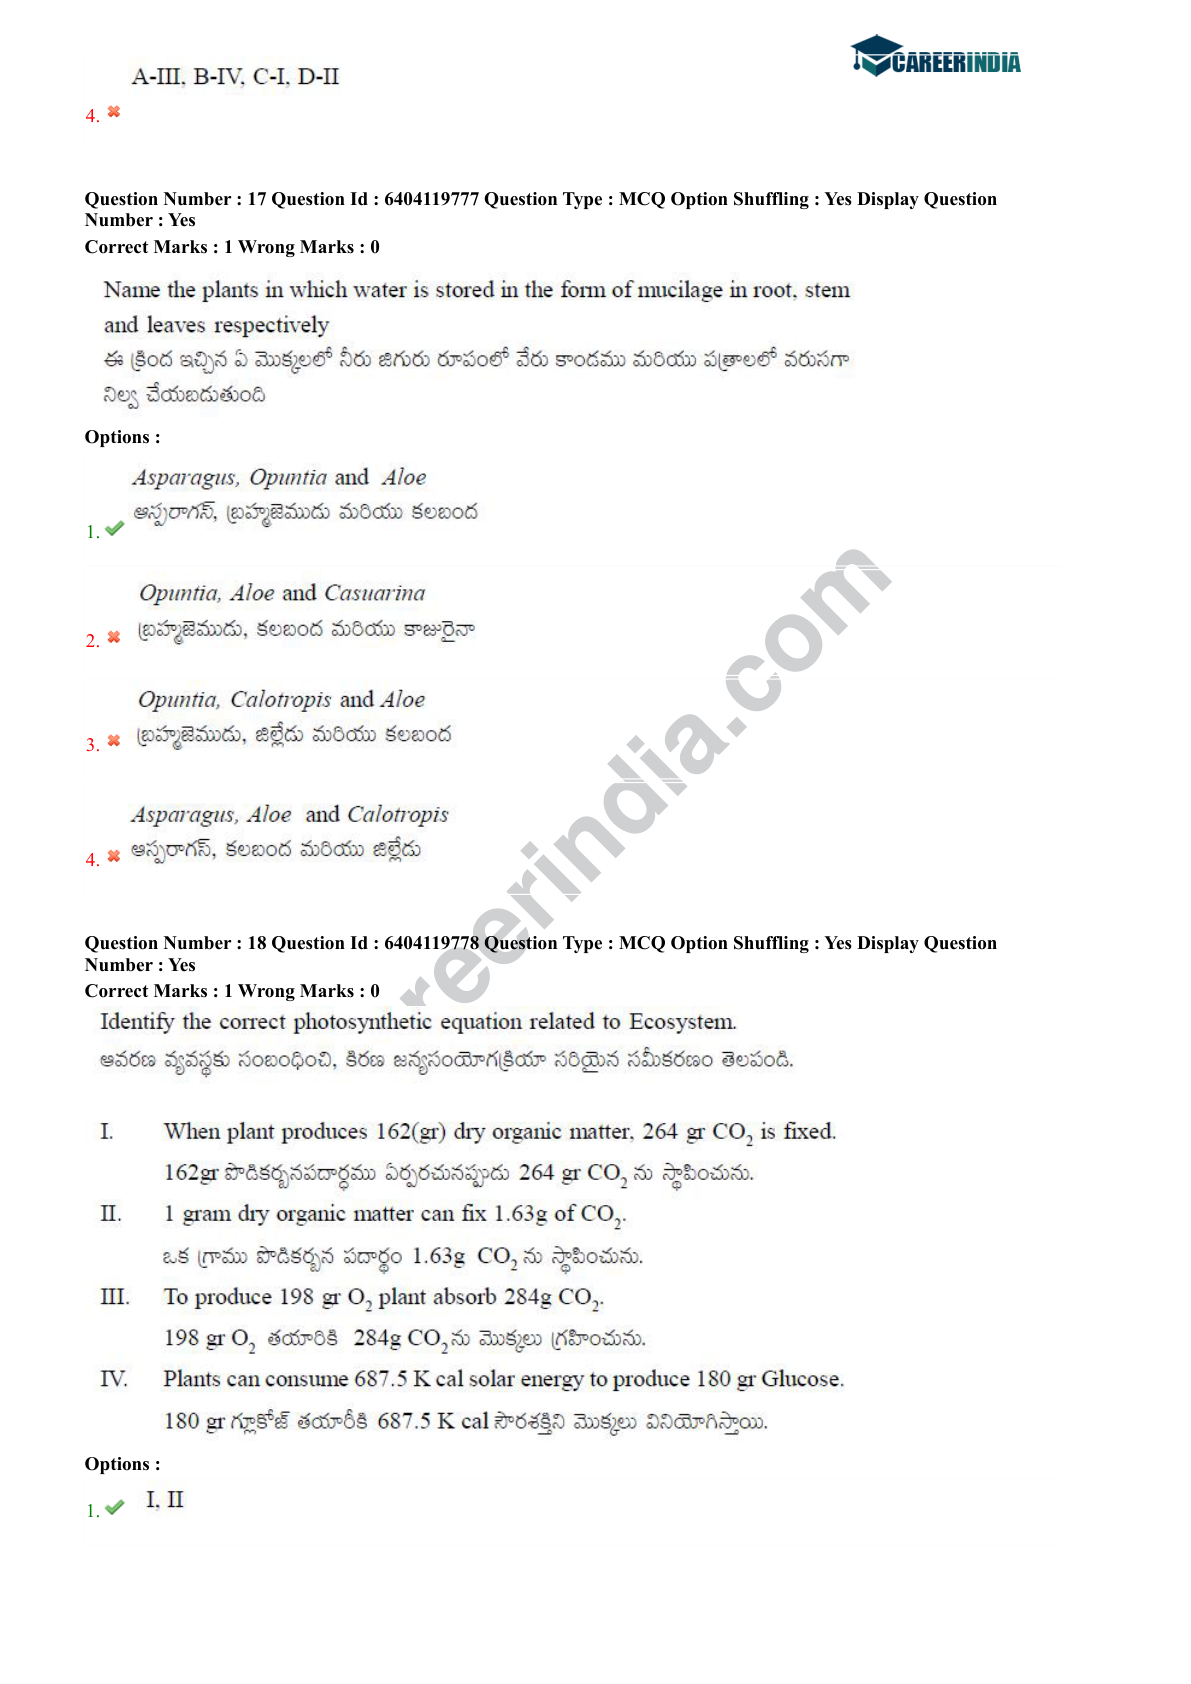 CAREERINDIA
A-III, B-IV, C-I, D-II
4.
Question Number : 17 Question Id : 6404119777 Question Type : MCQ Option Shuffling : Yes Display Question
Number : Yes
Correct Marks : 1 Wrong Marks : 0
Name the plants in which water is stored in the form of mucilage in root, stem
and leaves respectively
ఈ క్రింద ఇచ్చిన ఏ మొక్కలలో నీరు జిగురు రూపంలో వేరు కాండము మరియు పత్రాలలో వరుసగా
నిల్వ చేయబడుతుంది
Options :
Asparagus, Opuntia and Aloe
ఆస్పరాగస్, బ్రహ్మజెముడు మరియు కలబంద
1.
Opuntia, Aloe and Casuarina
బ్రహ్మజెముడు, కలబంద మరియు కాజురైనా
2.
Opuntia, Calotropis and Aloe
బ్రహ్మజెముడు, జిల్లేడు మరియు కలబంద
3.
Asparagus, Aloe and Calotropis
ఆస్పరాగస్, కలబంద మరియు జిల్లేడు
4.
reerindia.com
Question Number : 18 Question Id : 6404119778 Question Type : MCQ Option Shuffling : Yes Display Question
Number : Yes
Correct Marks : 1 Wrong Marks : 0
Identify the correct photosynthetic equation related to Ecosystem.
ఆవరణ వ్యవస్థకు సంబంధించి, కిరణ జన్యసంయోగక్రియా సరియైన సమీకరణం తెలపండి.
I. When plant produces 162(gr) dry organic matter, 264 gr CO₂ is fixed.
162gr పొడికర్బనపదార్ధము ఏర్పరచునప్పుడు 264 gr CO₂ ను స్థాపించును.
II. 1 gram dry organic matter can fix 1.63g of CO₂.
ఒక గ్రాము పొడికర్బన పదార్థం 1.63g CO₂ ను స్థాపించును.
III. To produce 198 gr O₂ plant absorb 284g CO₂.
198 gr O₂ తయారికి 284g CO₂ను మొక్కలు గ్రహించును.
IV. Plants can consume 687.5 K cal solar energy to produce 180 gr Glucose.
180 gr గ్లూకోజ్ తయారీకి 687.5 K cal సౌరశక్తిని మొక్కలు వినియోగిస్తాయి.
Options :
I, II
1.